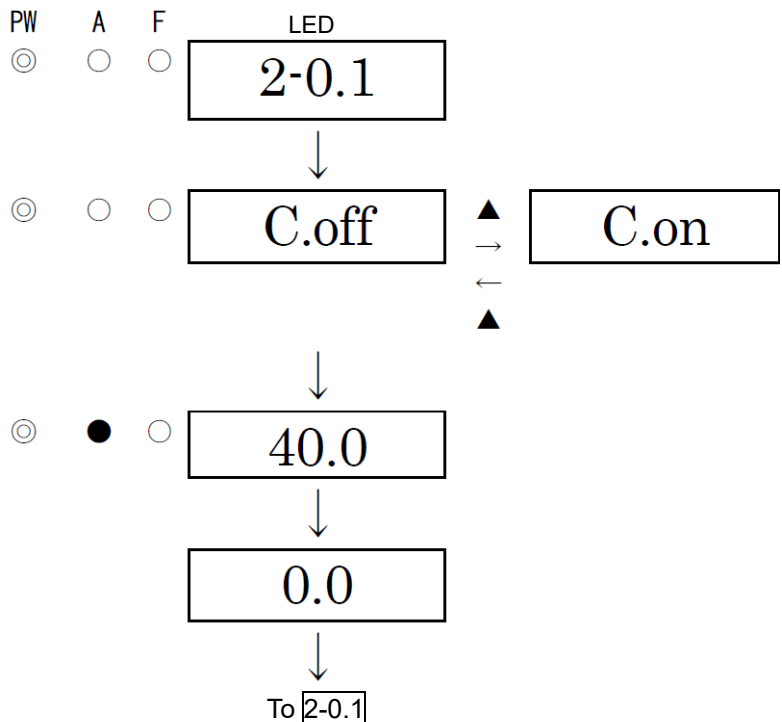 PW A F LED
◎ ○ ○ 2-0.1
↓
◎ ○ ○ C.off ▲ → ← ▲ C.on
↓
◎ ● ○ 40.0
↓
0.0
↓
To 2-0.1